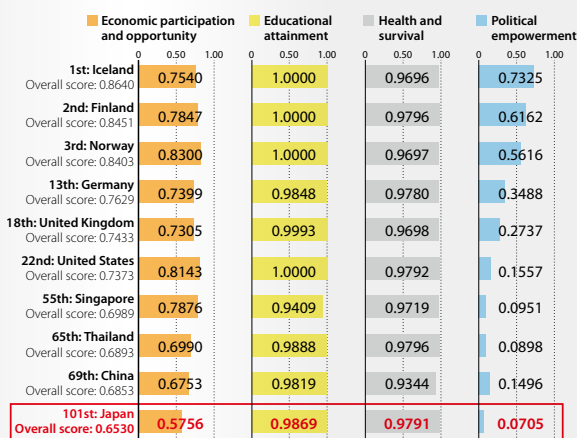 Economic participation and opportunity
Educational attainment
Health and survival
Political empowerment
0 0.50 1.00 0 0.50 1.00 0 0.50 1.00 0 0.50 1.00
1st: Iceland
Overall score: 0.8640
0.7540 1.0000 0.9696 0.7325
2nd: Finland
Overall score: 0.8451
0.7847 1.0000 0.9796 0.6162
3rd: Norway
Overall score: 0.8403
0.8300 1.0000 0.9697 0.5616
13th: Germany
Overall score: 0.7629
0.7399 0.9848 0.9780 0.3488
18th: United Kingdom
Overall score: 0.7433
0.7305 0.9993 0.9698 0.2737
22nd: United States
Overall score: 0.7373
0.8143 1.0000 0.9792 0.1557
55th: Singapore
Overall score: 0.6989
0.7876 0.9409 0.9719 0.0951
65th: Thailand
Overall score: 0.6893
0.6990 0.9888 0.9796 0.0898
69th: China
Overall score: 0.6853
0.6753 0.9819 0.9344 0.1496
101st: Japan
Overall score: 0.6530
0.5756 0.9869 0.9791 0.0705